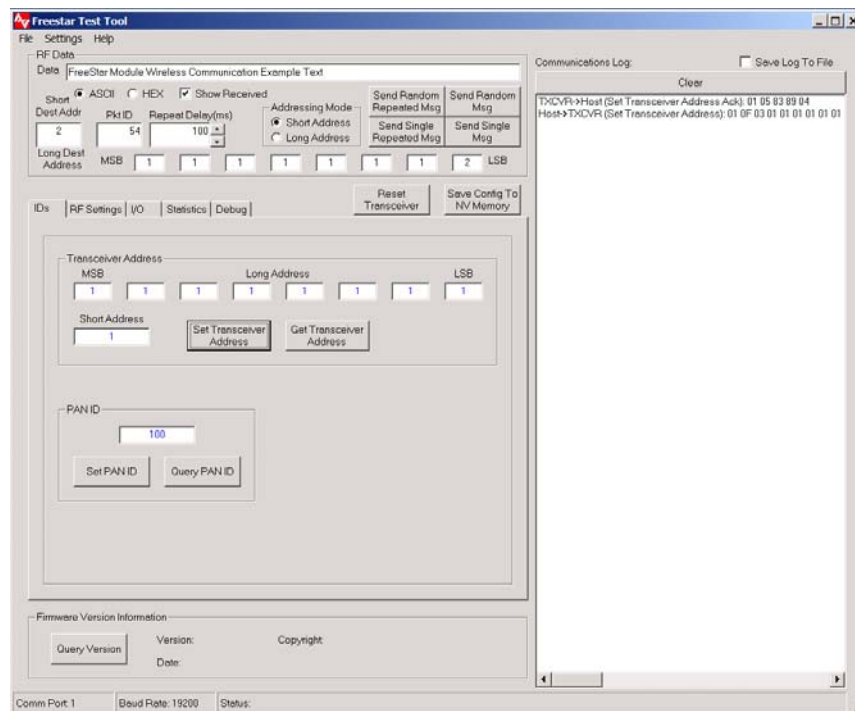 Freestar Test Tool
File Settings Help
RF Data
Data FreeStar Module Wireless Communication Example Text
ASCII HEX Show Received
Short Dest Addr
2
Pkt ID
54
Repeat Delay(ms)
100
Addressing Mode
Short Address
Long Address
Send Random Repeated Msg
Send Random Msg
Send Single Repeated Msg
Send Single Msg
Long Dest Address
MSB 1 1 1 1 1 1 1 2 LSB
Reset Transceiver
Save Config To NV Memory
IDs RF Settings I/O Statistics Debug
Transceiver Address
MSB Long Address LSB
1 1 1 1 1 1 1 1
Short Address
1
Set Transceiver Address
Get Transceiver Address
PAN ID
100
Set PAN ID
Query PAN ID
Firmware Version Information
Query Version
Version:
Copyright
Date:
Comm Port: 1 Baud Rate: 19200 Status:
Communications Log:
Save Log To File
Clear
TXCVR->Host (Set Transceiver Address Ack): 01 05 83 89 04
Host->TXCVR (Set Transceiver Address): 01 0F 03 01 01 01 01 01 01